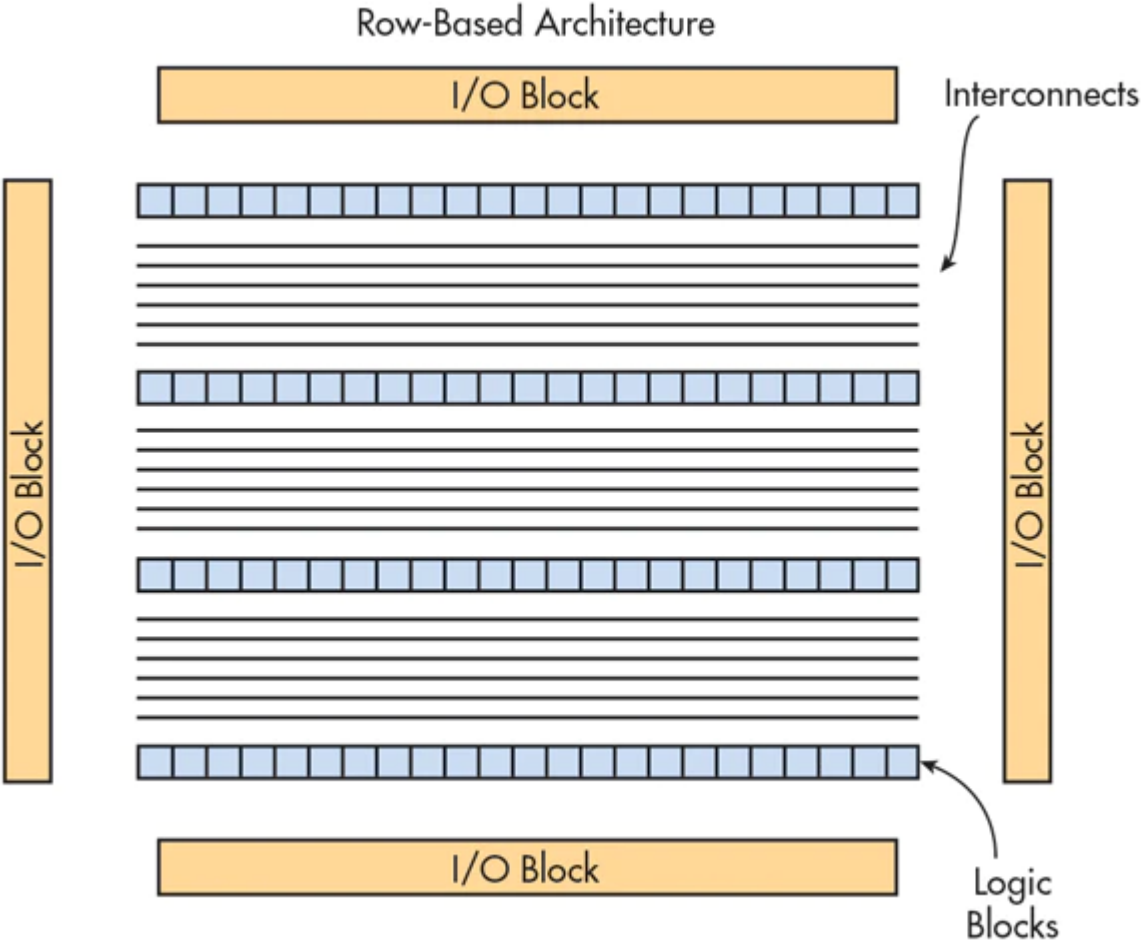 Row-Based Architecture
I/O Block
Interconnects
I/O Block
I/O Block
I/O Block
Logic
Blocks